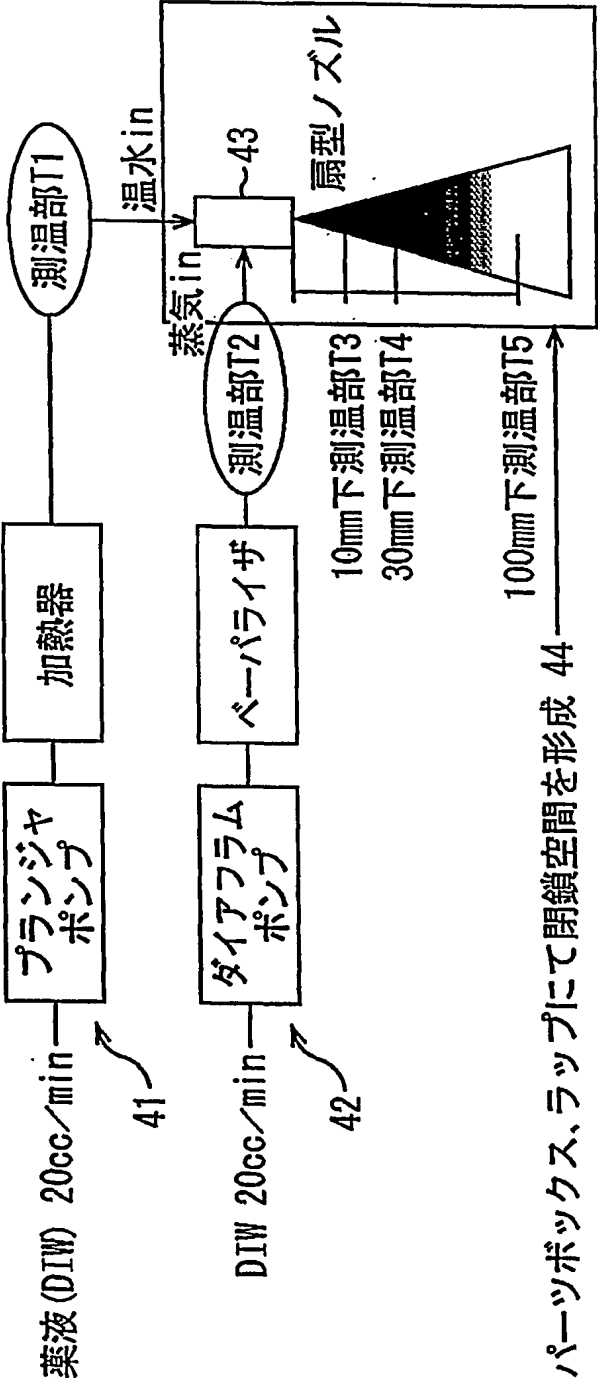 薬液(DIW) 20cc/min
プランジャ
ポンプ
加熱器
測温部T1
温水in
41
DIW 20cc/min
ダイアフラム
ポンプ
ベーパライザ
測温部T2
蒸気in
43
扇型ノズル
42
10mm下測温部T3
30mm下測温部T4
100mm下測温部T5
パーツボックス、ラップにて閉鎖空間を形成 44